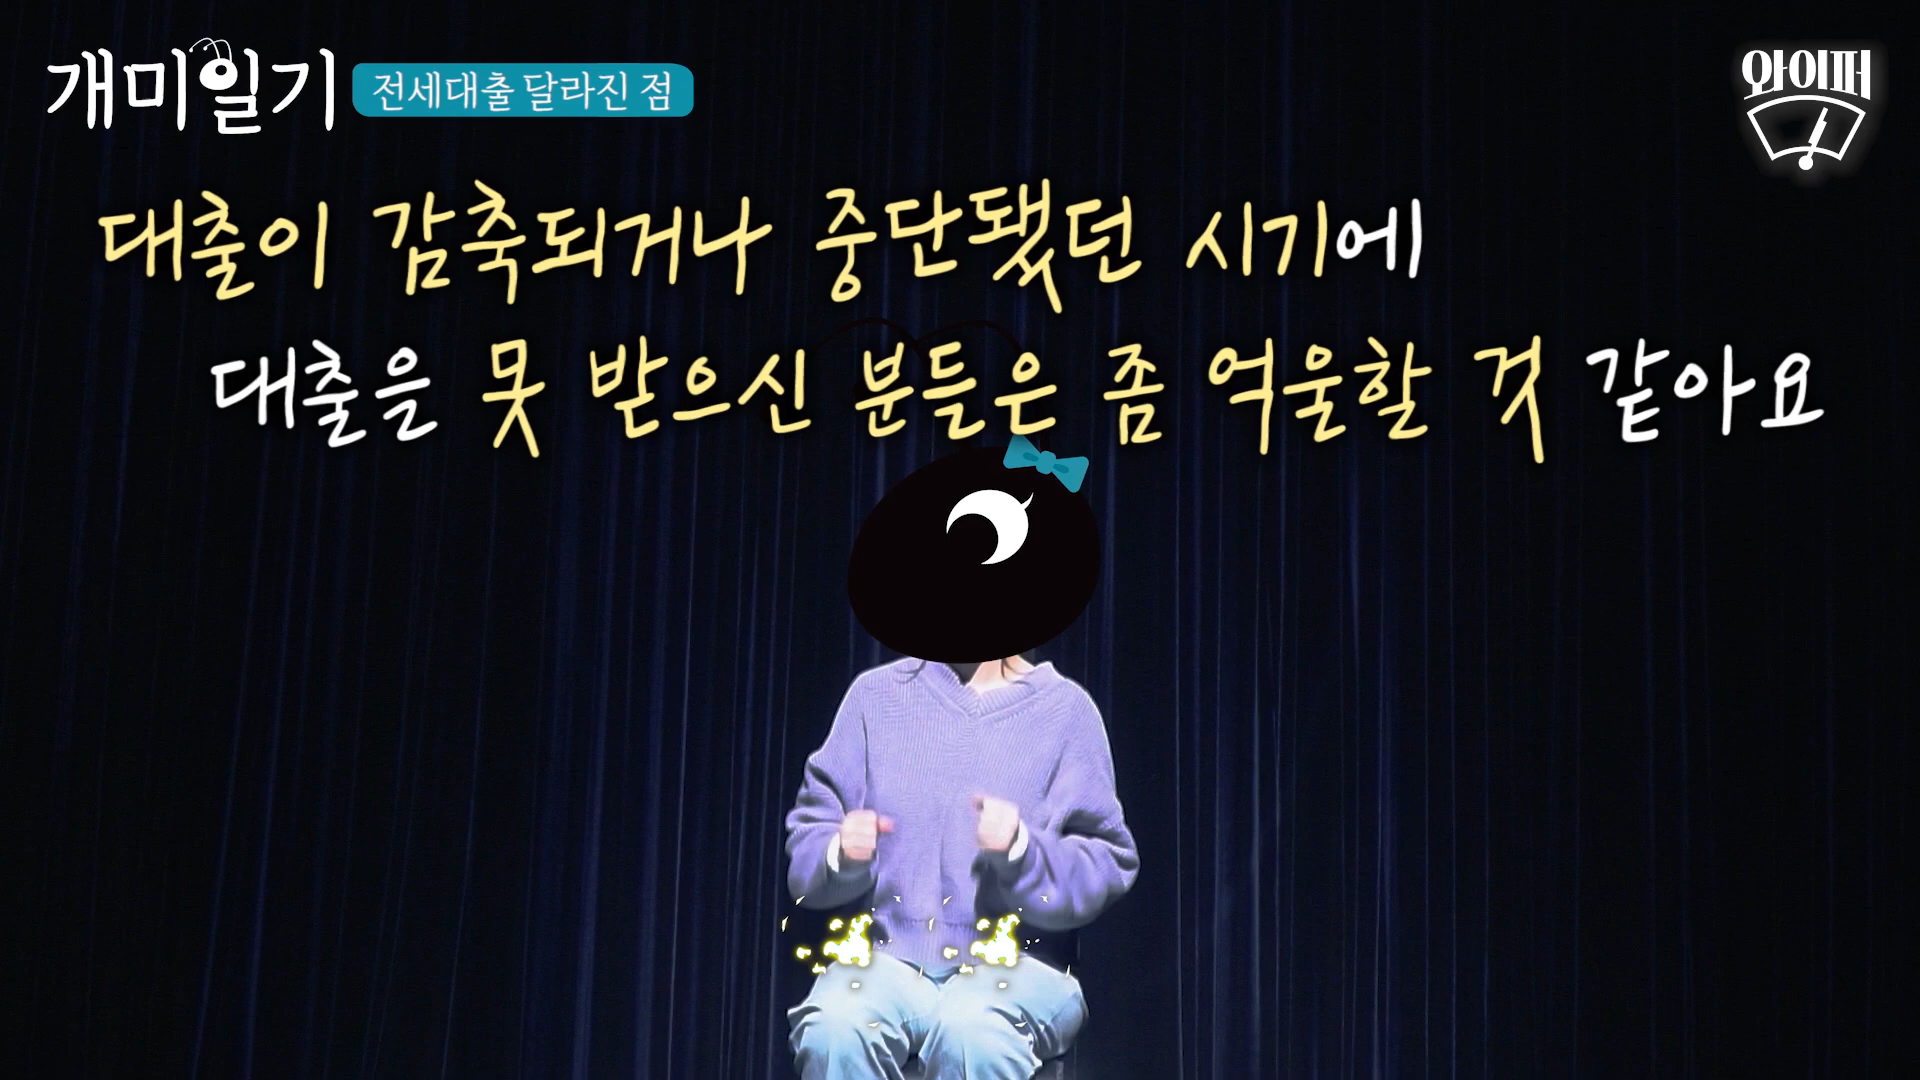 개미일기
전세대출 달라진 점
와이퍼
대출이 감축되거나 중단됐던 시기에
대출을 못 받으신 분들은 좀 억울할 것 같아요